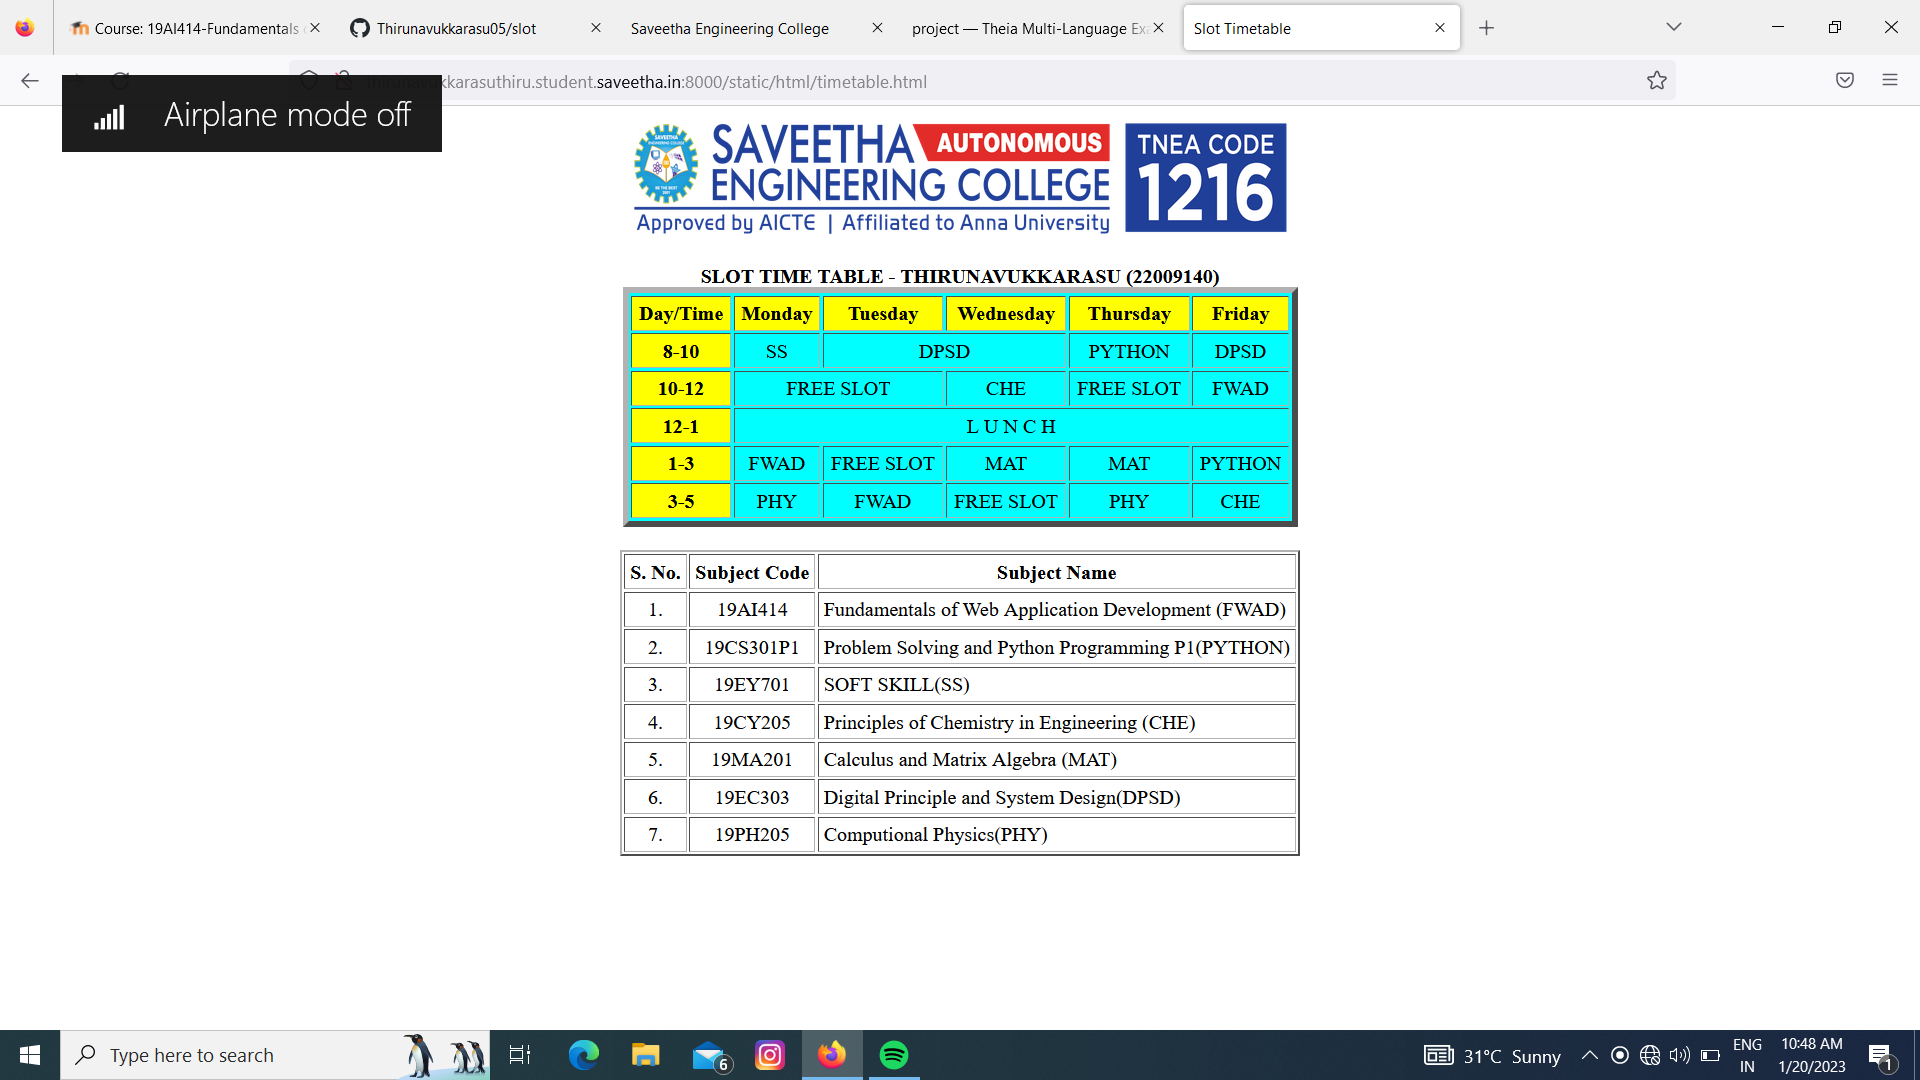 Course: 19AI414-Fundamentals
Thirunavukkarasu05/slot
Saveetha Engineering College
project — Theia Multi-Language Ex
Slot Timetable
karasuthiru.student.saveetha.in:8000/static/html/timetable.html
Airplane mode off
SAVEETHA AUTONOMOUS
ENGINEERING COLLEGE
Approved by AICTE | Affiliated to Anna University
TNEA CODE
1216
SAVEETHA
ENGINEERING COLLEGE
BE THE BEST
SLOT TIME TABLE - THIRUNAVUKKARASU (22009140)
Day/Time Monday Tuesday Wednesday Thursday Friday
8-10 SS DPSD PYTHON DPSD
10-12 FREE SLOT CHE FREE SLOT FWAD
12-1 L U N C H
1-3 FWAD FREE SLOT MAT MAT PYTHON
3-5 PHY FWAD FREE SLOT PHY CHE
S. No. Subject Code Subject Name
1. 19AI414 Fundamentals of Web Application Development (FWAD)
2. 19CS301P1 Problem Solving and Python Programming P1(PYTHON)
3. 19EY701 SOFT SKILL(SS)
4. 19CY205 Principles of Chemistry in Engineering (CHE)
5. 19MA201 Calculus and Matrix Algebra (MAT)
6. 19EC303 Digital Principle and System Design(DPSD)
7. 19PH205 Computional Physics(PHY)
Type here to search
6
31°C Sunny
ENG
IN
10:48 AM
1/20/2023
1